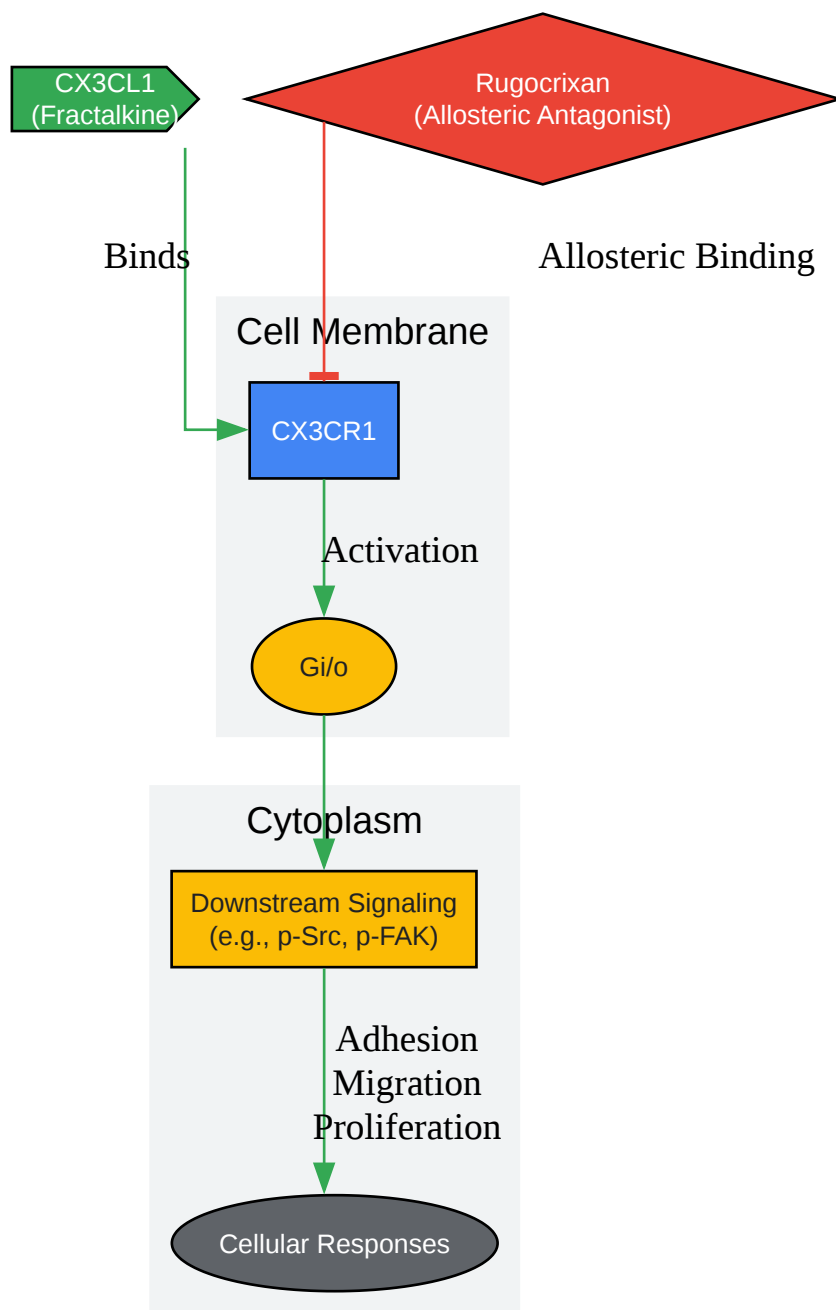 CX3CL1
(Fractalkine)
Rugocrixan
(Allosteric Antagonist)
Binds
Allosteric Binding
Cell Membrane
CX3CR1
Activation
Gi/o
Cytoplasm
Downstream Signaling
(e.g., p-Src, p-FAK)
Adhesion
Migration
Proliferation
Cellular Responses